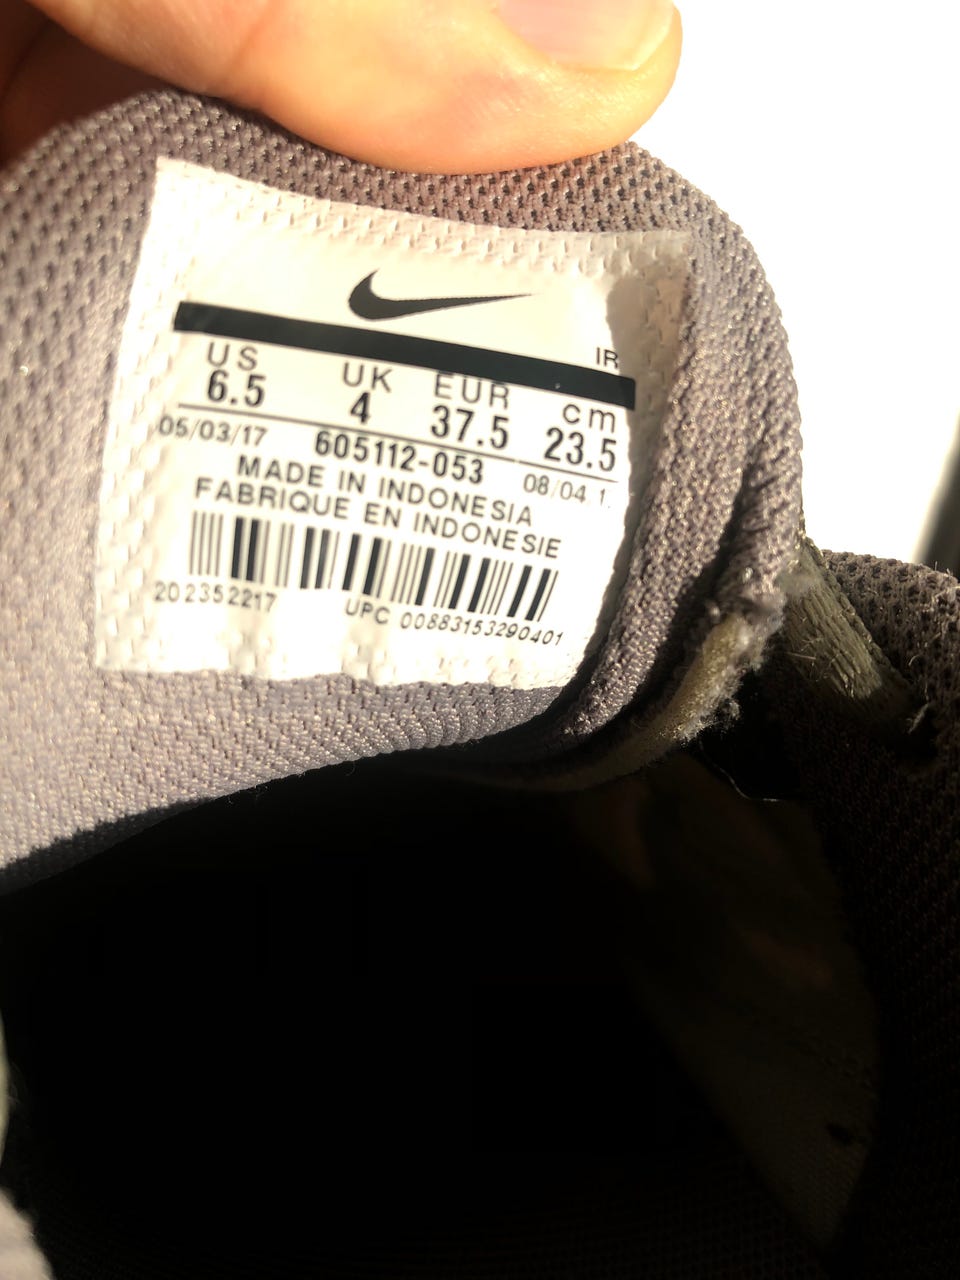 IR
US UK EUR cm
6.5 4 37.5 23.5
05/03/17 605112-053 08/04
MADE IN INDONESIA
FABRIQUE EN INDONESIE
202352217 UPC 00883153290401